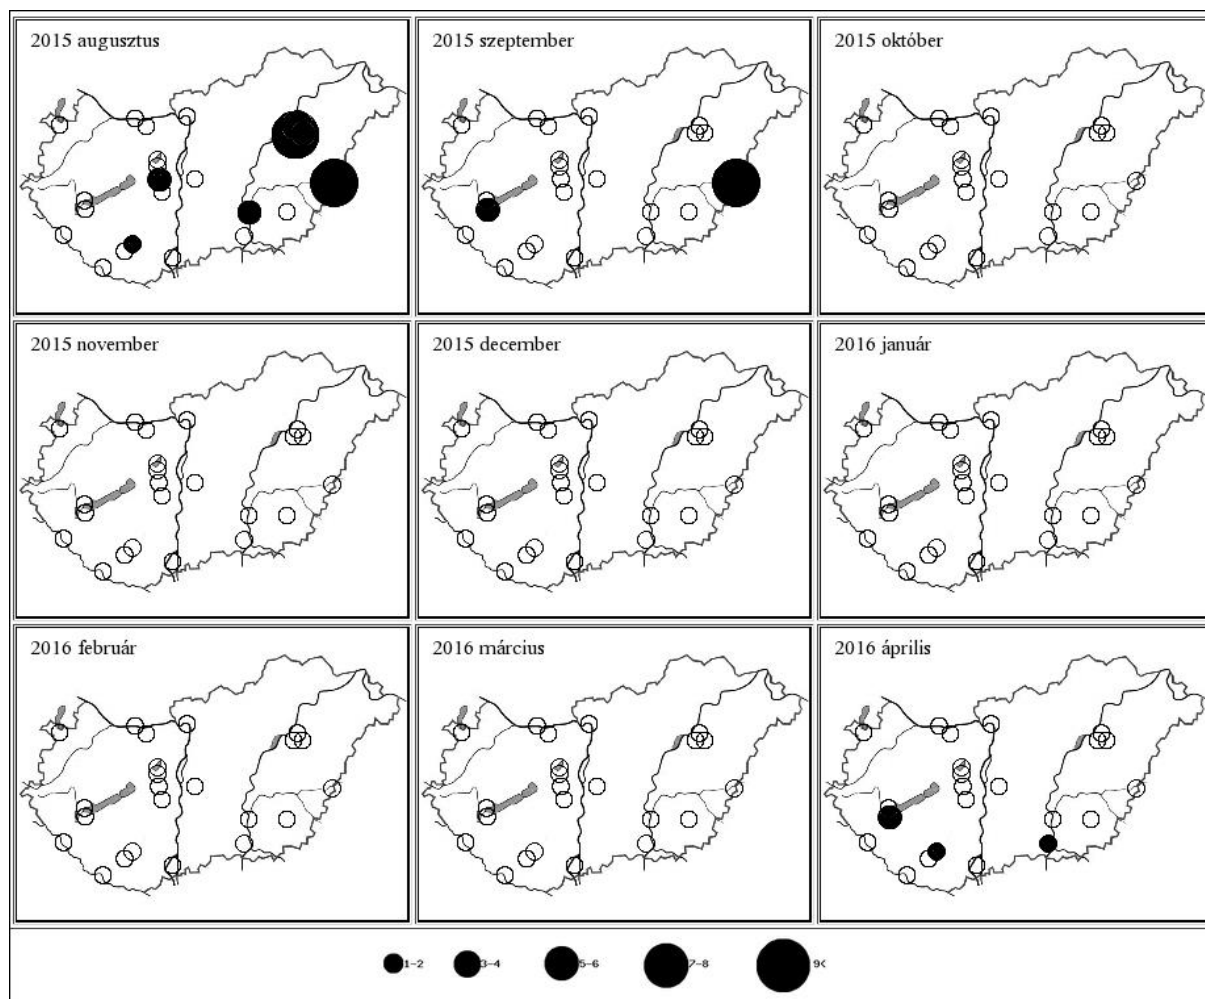 2015 augusztus
2015 szeptember
2015 október
2015 november
2015 december
2016 január
2016 február
2016 március
2016 április
1-2
3-4
5-6
7-8
9<